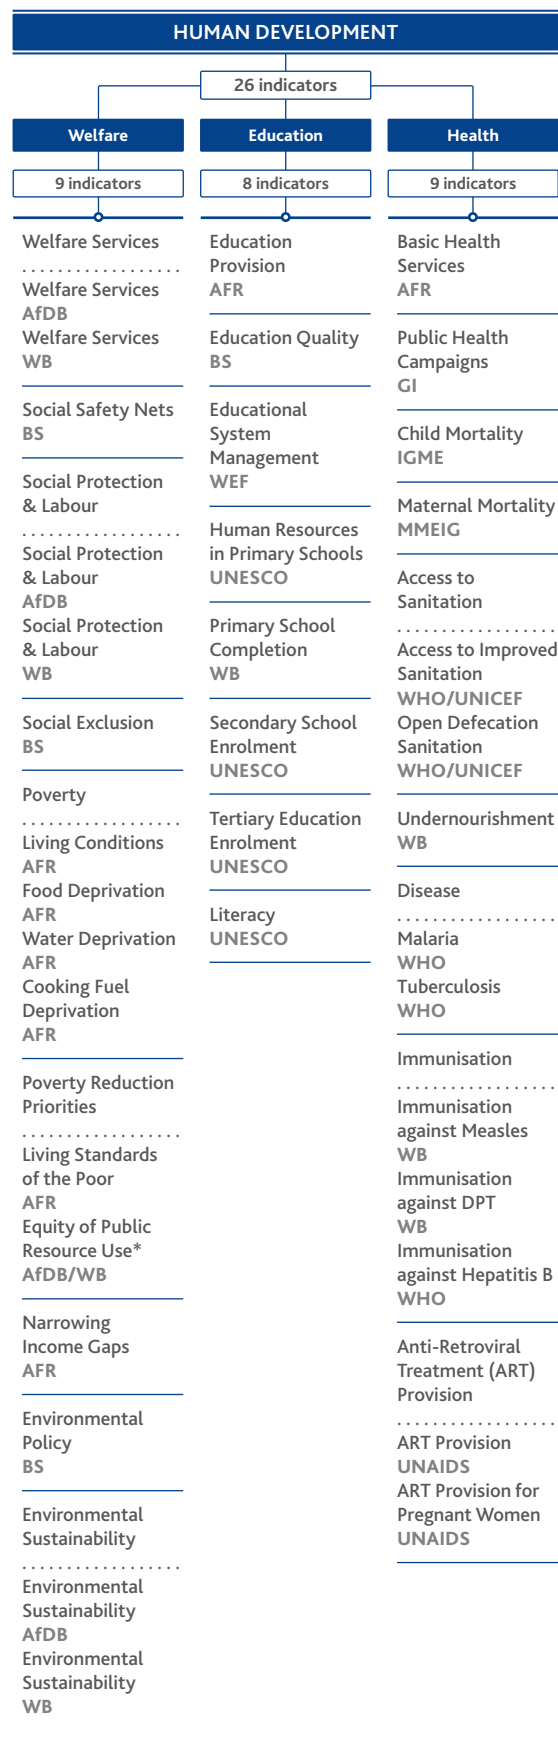 HUMAN DEVELOPMENT
26 indicators
Welfare
9 indicators
Welfare Services
Welfare Services
AfDB
Welfare Services
WB
Social Safety Nets
BS
Social Protection
& Labour
Social Protection
& Labour
AfDB
Social Protection
& Labour
WB
Social Exclusion
BS
Poverty
Living Conditions
AFR
Food Deprivation
AFR
Water Deprivation
AFR
Cooking Fuel
Deprivation
AFR
Poverty Reduction
Priorities
Living Standards
of the Poor
AFR
Equity of Public
Resource Use*
AfDB/WB
Narrowing
Income Gaps
AFR
Environmental
Policy
BS
Environmental
Sustainability
Environmental
Sustainability
AfDB
Environmental
Sustainability
WB
Education
8 indicators
Education
Provision
AFR
Education Quality
BS
Educational
System
Management
WEF
Human Resources
in Primary Schools
UNESCO
Primary School
Completion
WB
Secondary School
Enrolment
UNESCO
Tertiary Education
Enrolment
UNESCO
Literacy
UNESCO
Health
9 indicators
Basic Health
Services
AFR
Public Health
Campaigns
GI
Child Mortality
IGME
Maternal Mortality
MMEIG
Access to
Sanitation
Access to Improved
Sanitation
WHO/UNICEF
Open Defecation
Sanitation
WHO/UNICEF
Undernourishment
WB
Disease
Malaria
WHO
Tuberculosis
WHO
Immunisation
Immunisation
against Measles
WB
Immunisation
against DPT
WB
Immunisation
against Hepatitis B
WHO
Anti-Retroviral
Treatment (ART)
Provision
ART Provision
UNAIDS
ART Provision for
Pregnant Women
UNAIDS